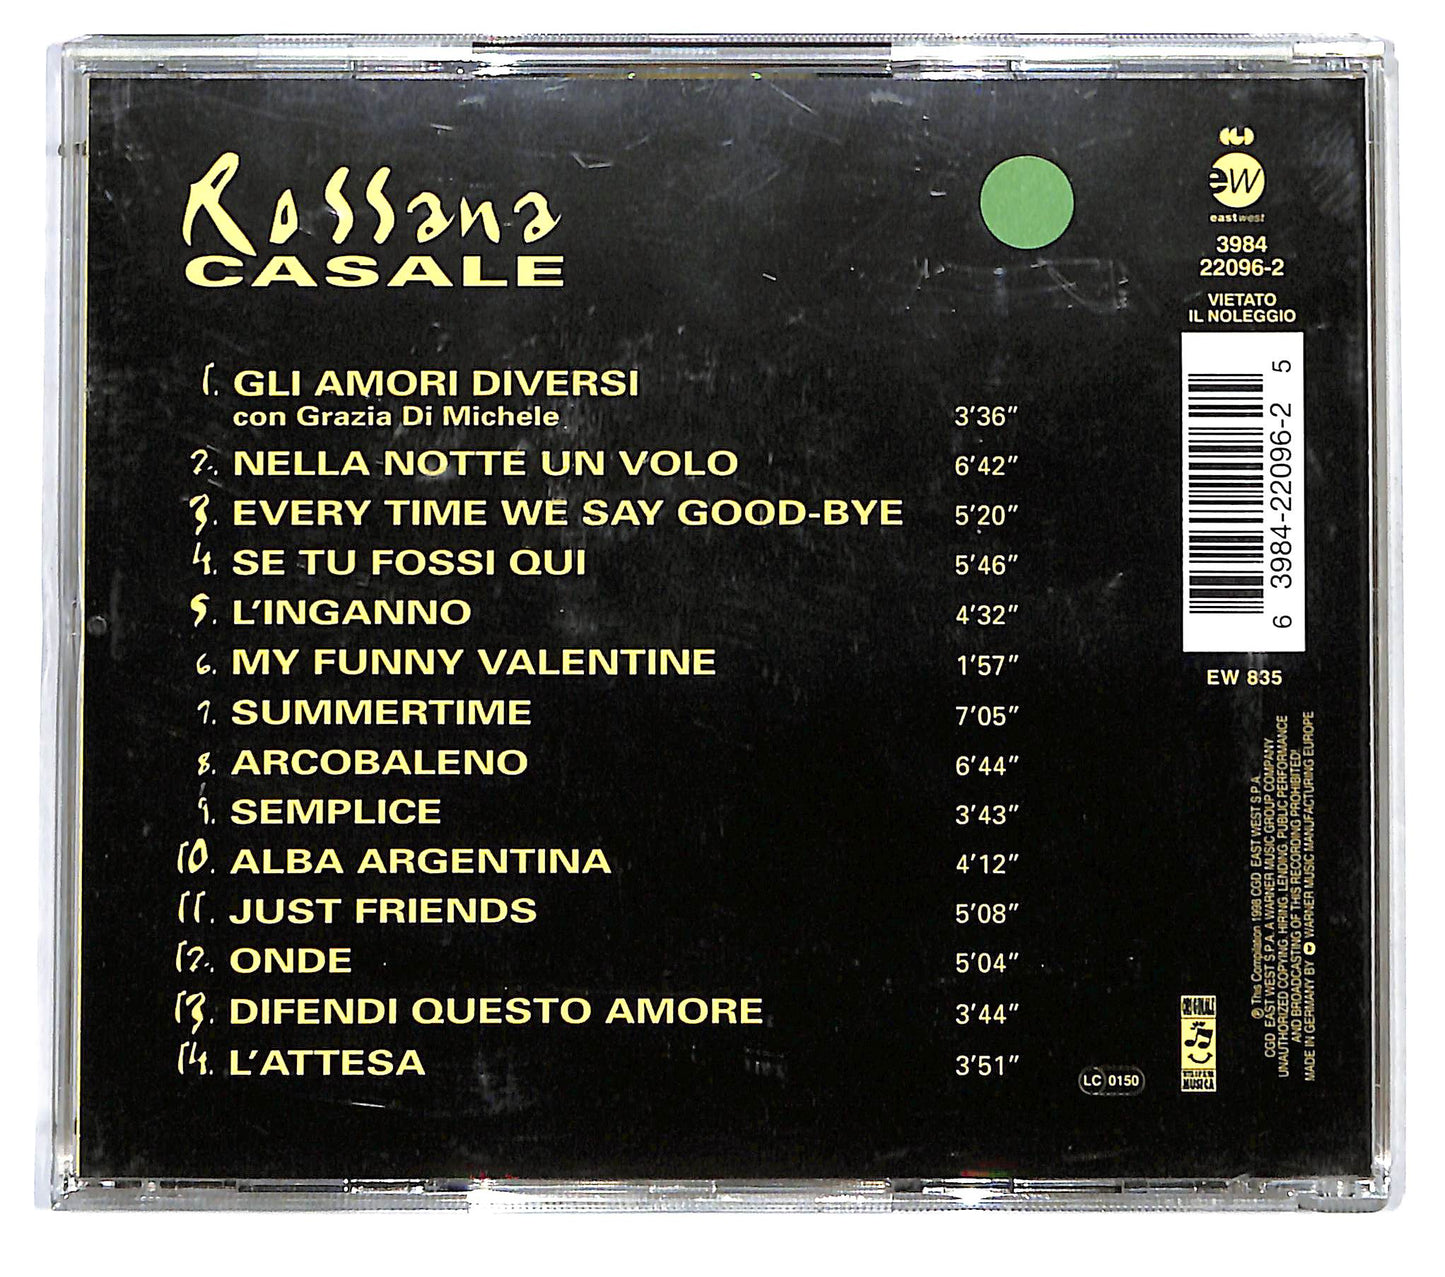 Rossana
CASALE
1. GLI AMORI DIVERSI
con Grazia Di Michele 3'36"
2. NELLA NOTTE UN VOLO 6'42"
3. EVERY TIME WE SAY GOOD-BYE 5'20"
4. SE TU FOSSI QUI 5'46"
5. L'INGANNO 4'32"
6. MY FUNNY VALENTINE 1'57"
7. SUMMERTIME 7'05"
8. ARCOBALENO 6'44"
9. SEMPLICE 3'43"
10. ALBA ARGENTINA 4'12"
11. JUST FRIENDS 5'08"
12. ONDE 5'04"
13. DIFENDI QUESTO AMORE 3'44"
14. L'ATTESA 3'51"
ew
eastwest
3984
22096-2
VIETATO
IL NOLEGGIO
6 3984-22096-2 5
EW 835
℗ This Compilation 1998 CGD EAST WEST S.P.A.
CGD EAST WEST S.P.A. A WARNER MUSIC GROUP COMPANY
UNAUTHORIZED COPYING, HIRING, LENDING, PUBLIC PERFORMANCE
AND BROADCASTING OF THIS RECORDING PROHIBITED!
MADE IN GERMANY BY WARNER MUSIC MANUFACTURING EUROPE
LC 0150
MUSICA